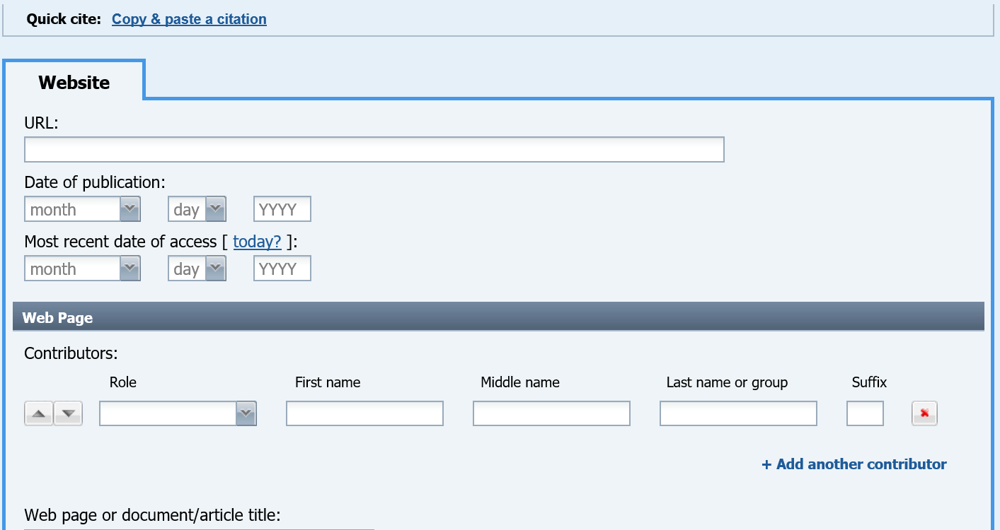 Quick cite: Copy & paste a citation
Website
URL:
Date of publication:
month day YYYY
Most recent date of access [ today? ]:
month day YYYY
Web Page
Contributors:
Role First name Middle name Last name or group Suffix
+ Add another contributor
Web page or document/article title: